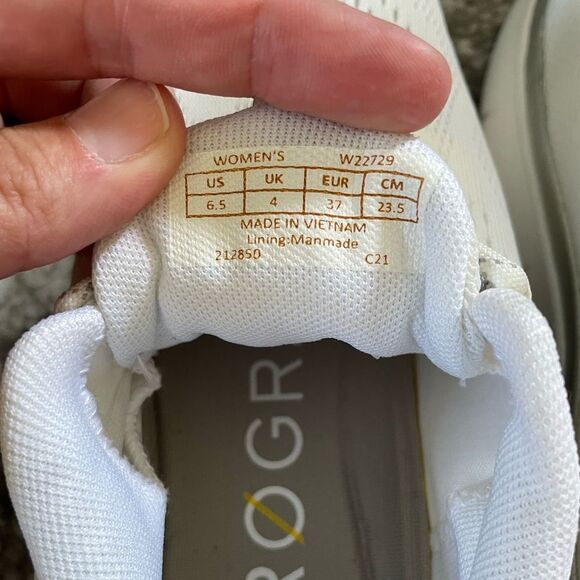 WOMEN'S W22729
US UK EUR CM
6.5 4 37 23.5
MADE IN VIETNAM
Lining:Manmade
212850 C21
RØGR